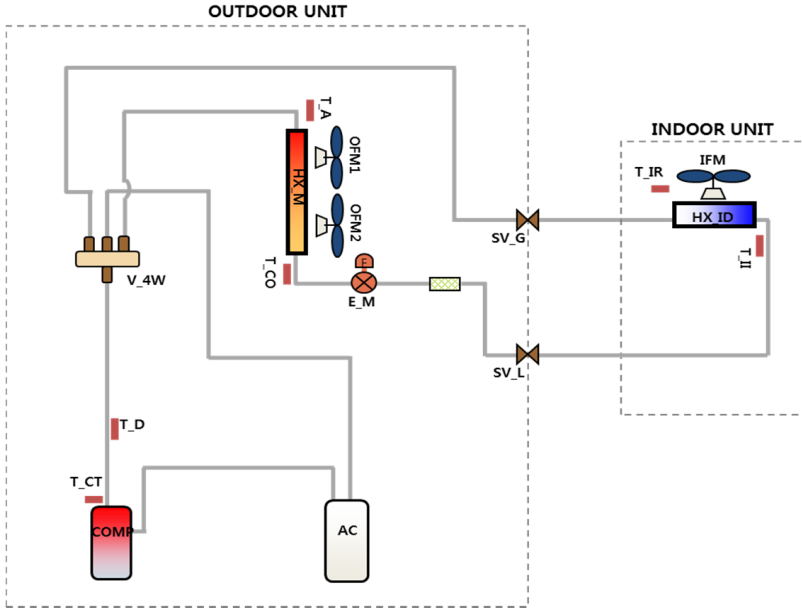 OUTDOOR UNIT
T_A
OFM1
HX_M
OFM2
T_CO
F
E_M
V_4W
SV_G
SV_L
INDOOR UNIT
IFM
T_IR
HX_ID
T_II
T_D
T_CT
COMP
AC